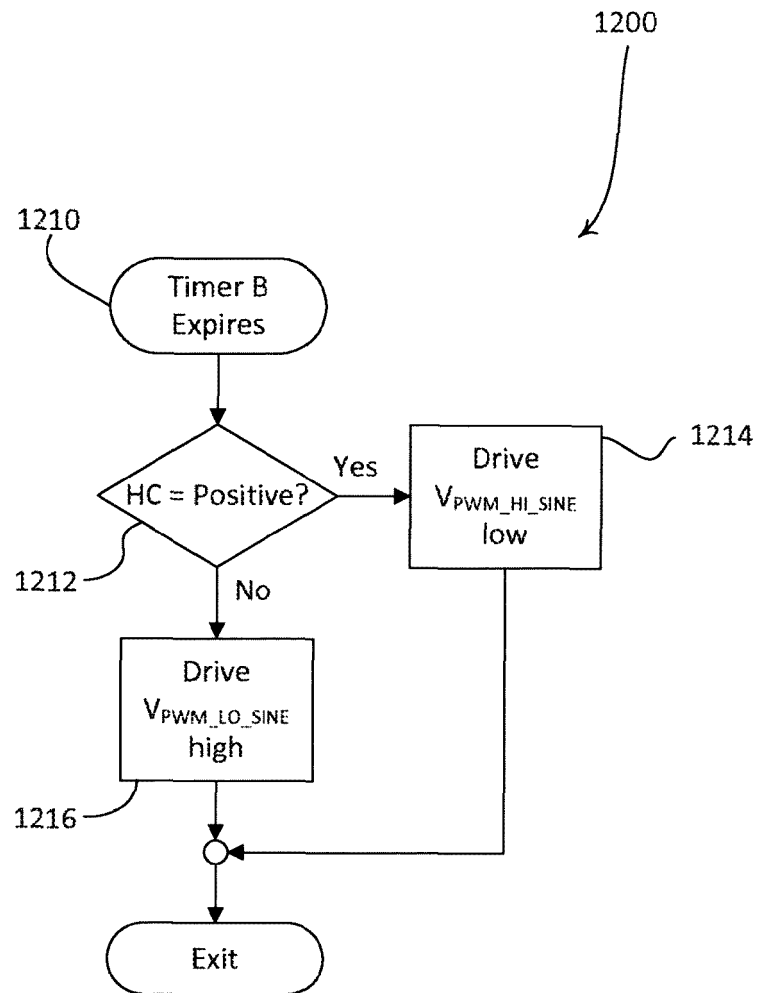 1200
1210
Timer B
Expires
HC = Positive?
Yes
1212
No
Drive
VPWM_HI_SINE
low
1214
Drive
VPWM_LO_SINE
high
1216
Exit